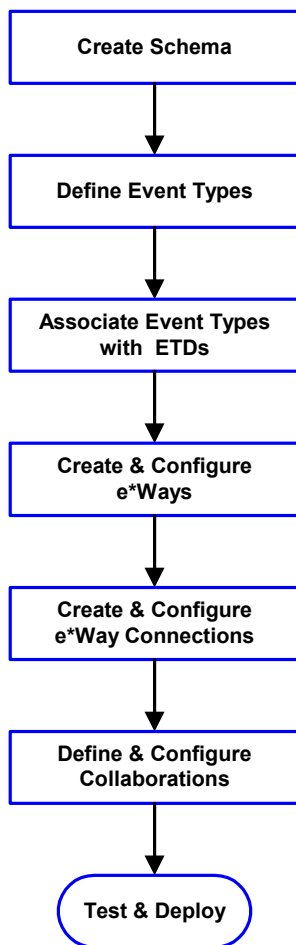 Create Schema
Define Event Types
Associate Event Types
with ETDs
Create & Configure
e*Ways
Create & Configure
e*Way Connections
Define & Configure
Collaborations
Test & Deploy